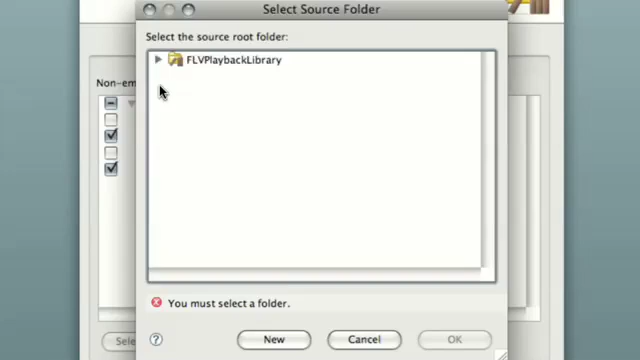 Select Source Folder
Select the source root folder:
FLVPlaybackLibrary
Non-em
You must select a folder.
Sele
?
New
Cancel
OK